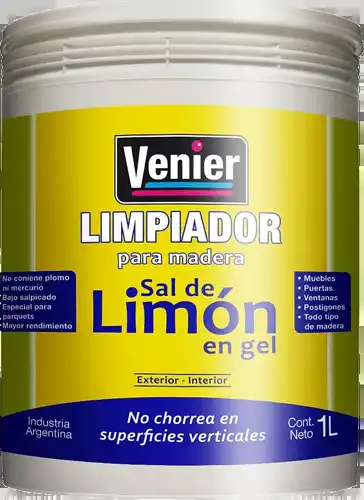 Venier
LIMPIADOR
para madera
Sal de
Limón
en gel
No contiene plomo
ni mercurio
•Bajo salpicado
•Especial para
parquets
•Mayor rendimiento
• Muebles
• Puertas
• Ventanas
• Postigones
• Todo tipo
de madera
Exterior - Interior
Industria
Argentina
No chorrea en
superficies verticales
Cont.
Neto 1L